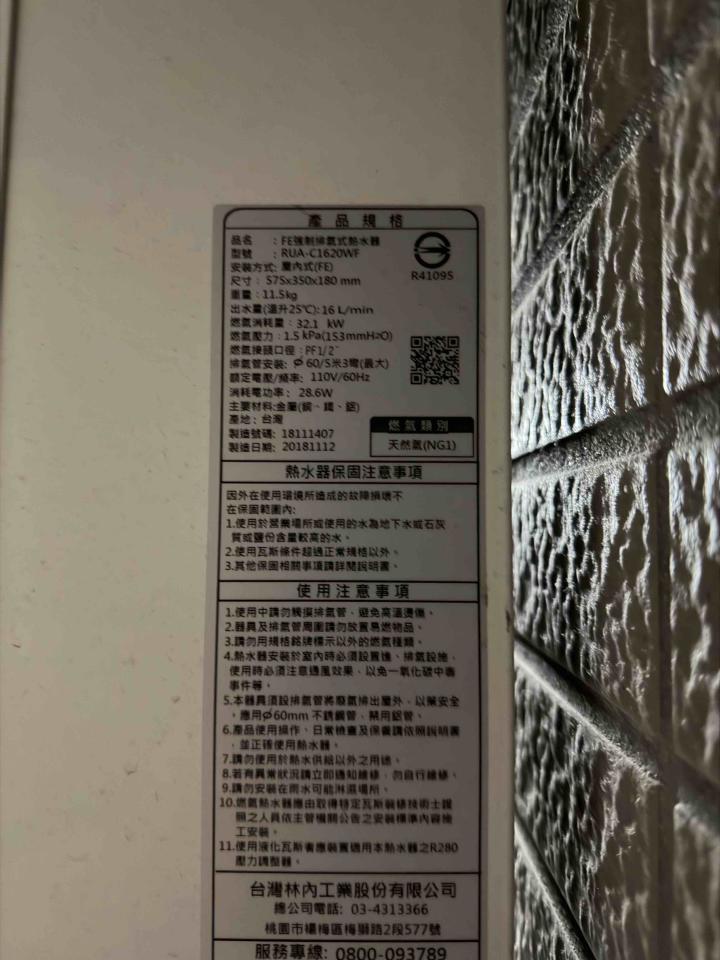 產品規格
品名 : FE強制排氣式熱水器
型號 : RUA-C1620WF
安裝方式: 屋內式(FE)
尺寸: 575x350x180 mm
重量: 11.5kg
出水量(溫升25℃): 16 L/min
燃氣消耗量: 32.1 kW
燃氣壓力: 1.5 kPa(153mmH2O)
燃氣接頭口徑: PF1/2"
排氣管安裝: Φ60/5米3彎(最大)
額定電壓/頻率: 110V/60Hz
消耗電功率: 28.6W
主要材料:金屬(銅、鐵、鋁)
產地: 台灣
製造號碼: 18111407
製造日期: 20181112
R41095
燃氣類別
天然氣(NG1)
熱水器保固注意事項
因外在使用環境所造成的故障損壞不
在保固範圍內:
1.使用於營業場所或使用的水為地下水或石灰
質或鹽份含量較高的水。
2.使用瓦斯條件超過正常規格以外。
3.其他保固相關事項請詳閱說明書。
使用注意事項
1.使用中請勿觸摸排氣管，避免高溫燙傷。
2.器具及排氣管周圍請勿放置易燃物品。
3.請勿用規格銘牌標示以外的燃氣種類。
4.熱水器安裝於室內時必須設置進、排氣設施，
使用時必須注意通風效果，以免一氧化碳中毒
事件等。
5.本器具須設排氣管將廢氣排出屋外，以策安全
，應用Φ60mm 不銹鋼管，禁用鋁管。
6.產品使用操作、日常檢查及保養請依照說明書
，並正確使用熱水器。
7.請勿使用於熱水供給以外之用途。
8.若有異常狀況請立即通知維修，勿自行維修。
9.請勿安裝在雨水可能淋濕場所。
10.燃氣熱水器應由取得特定瓦斯裝修技術士證
照之人員依主管機關公告之安裝標準內容施
工安裝。
11.使用液化瓦斯者應裝置適用本熱水器之R280
壓力調整器。
台灣林內工業股份有限公司
總公司電話: 03-4313366
桃園市楊梅區梅獅路2段577號
服務專線: 0800-093789